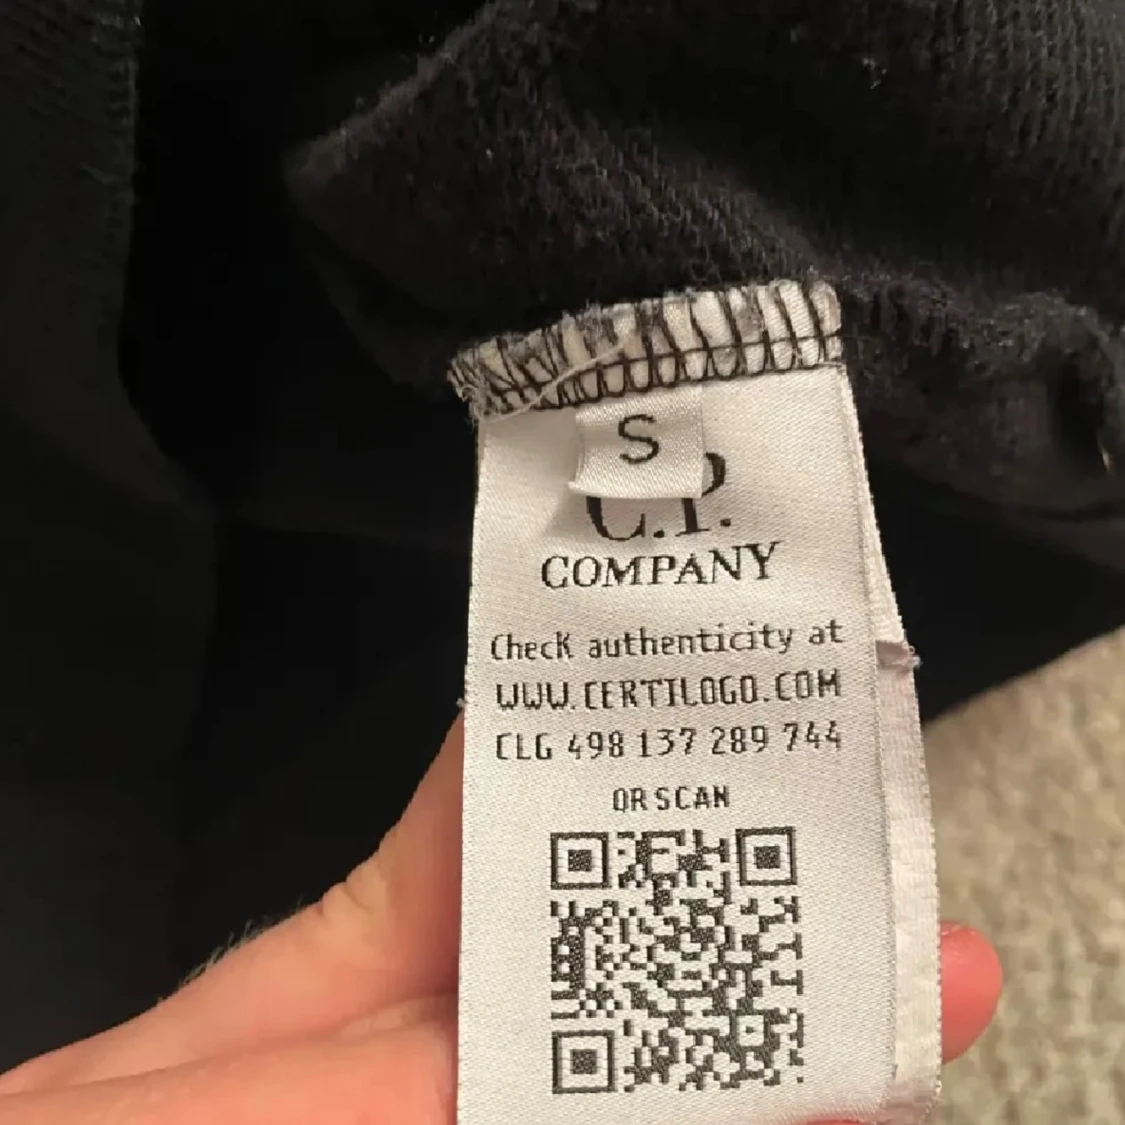 S
C.P.
COMPANY
Check authenticity at
WWW.CERTILOGO.COM
CLG 498 137 289 744
OR SCAN